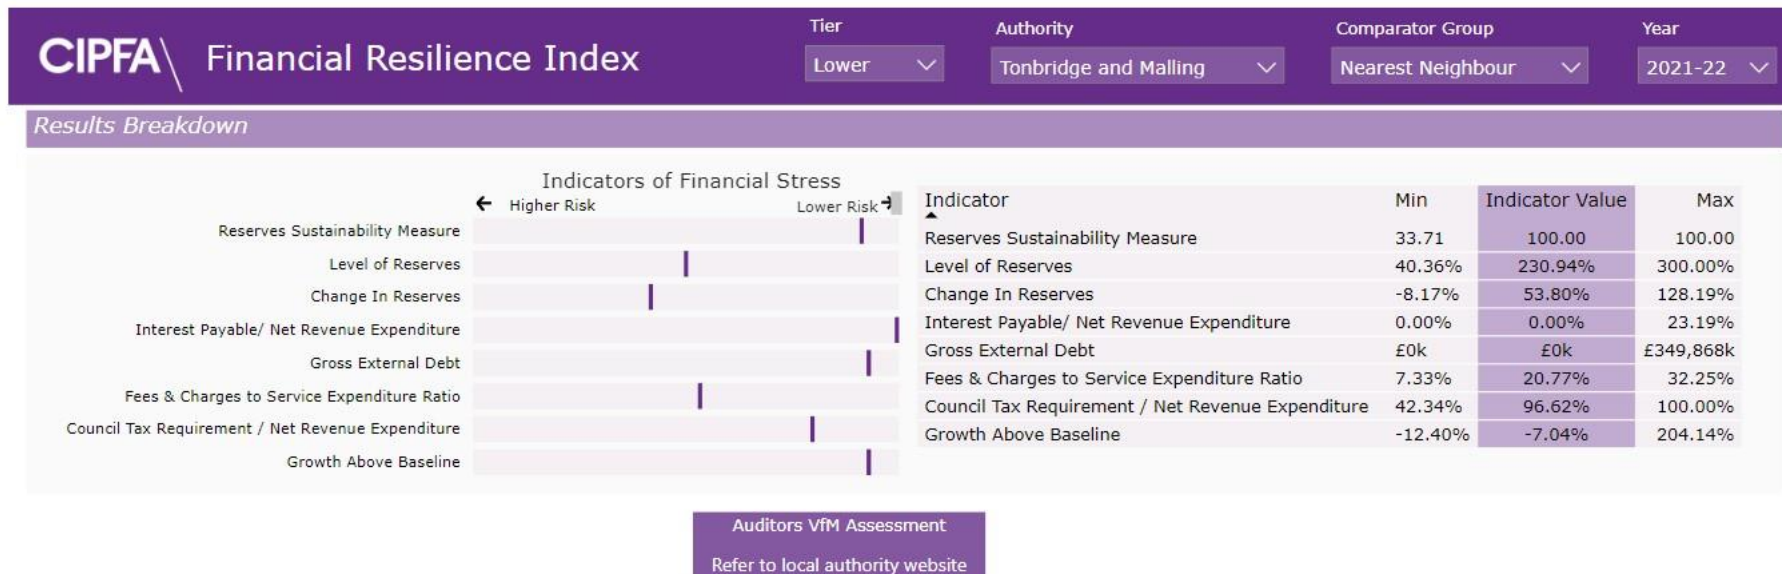 CIPFA\ Financial Resilience Index
Tier
Lower
Authority
Tonbridge and Malling
Comparator Group
Nearest Neighbour
Year
2021-22
Results Breakdown
Indicators of Financial Stress
Higher Risk
Lower Risk
Reserves Sustainability Measure
Level of Reserves
Change In Reserves
Interest Payable/ Net Revenue Expenditure
Gross External Debt
Fees & Charges to Service Expenditure Ratio
Council Tax Requirement / Net Revenue Expenditure
Growth Above Baseline
Indicator Min Indicator Value Max
Reserves Sustainability Measure 33.71 100.00 100.00
Level of Reserves 40.36% 230.94% 300.00%
Change In Reserves -8.17% 53.80% 128.19%
Interest Payable/ Net Revenue Expenditure 0.00% 0.00% 23.19%
Gross External Debt £0k £0k £349,868k
Fees & Charges to Service Expenditure Ratio 7.33% 20.77% 32.25%
Council Tax Requirement / Net Revenue Expenditure 42.34% 96.62% 100.00%
Growth Above Baseline -12.40% -7.04% 204.14%
Auditors VfM Assessment
Refer to local authority website